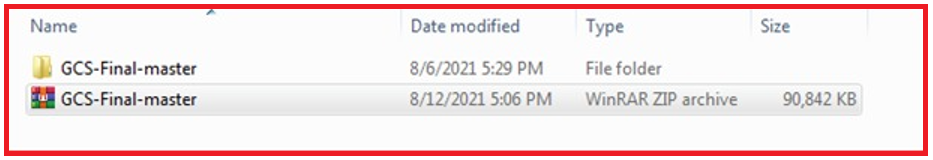 Name Date modified Type Size
GCS-Final-master 8/6/2021 5:29 PM File folder
GCS-Final-master 8/12/2021 5:06 PM WinRAR ZIP archive 90,842 KB